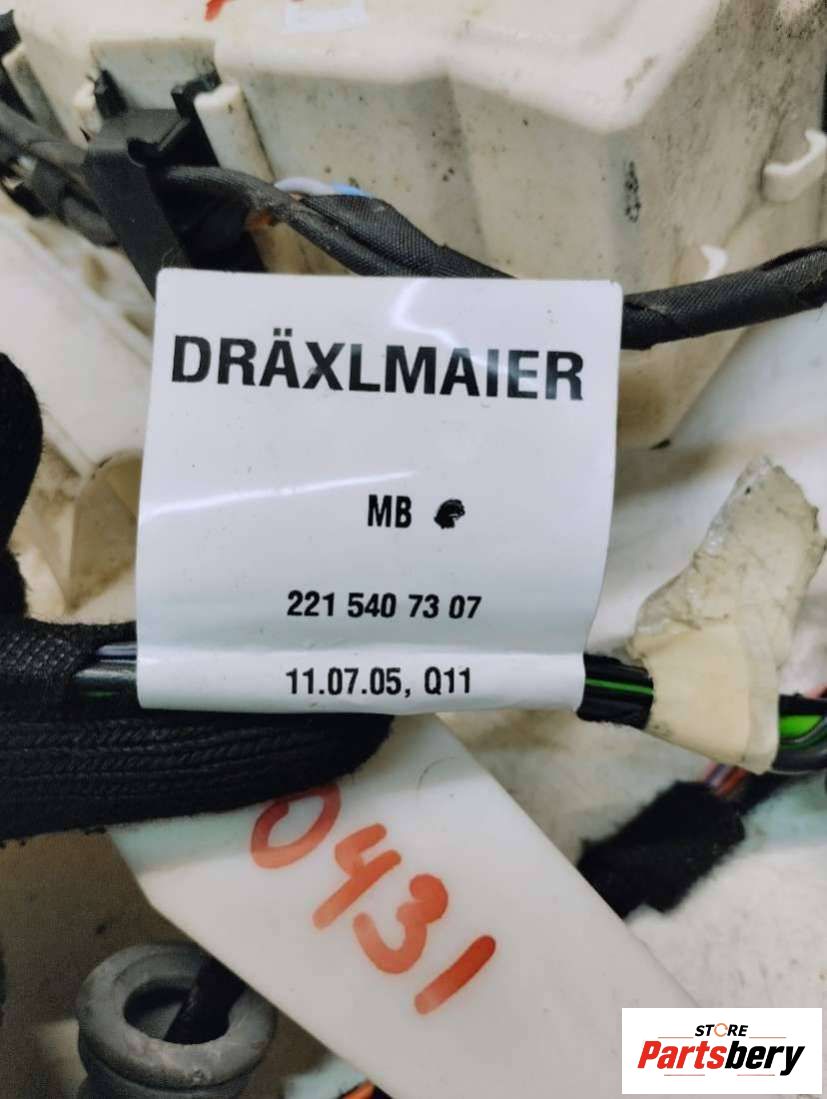 DRÄXLMAIER
MB
221 540 73 07
11.07.05, Q11
0431
STORE
Partsbery